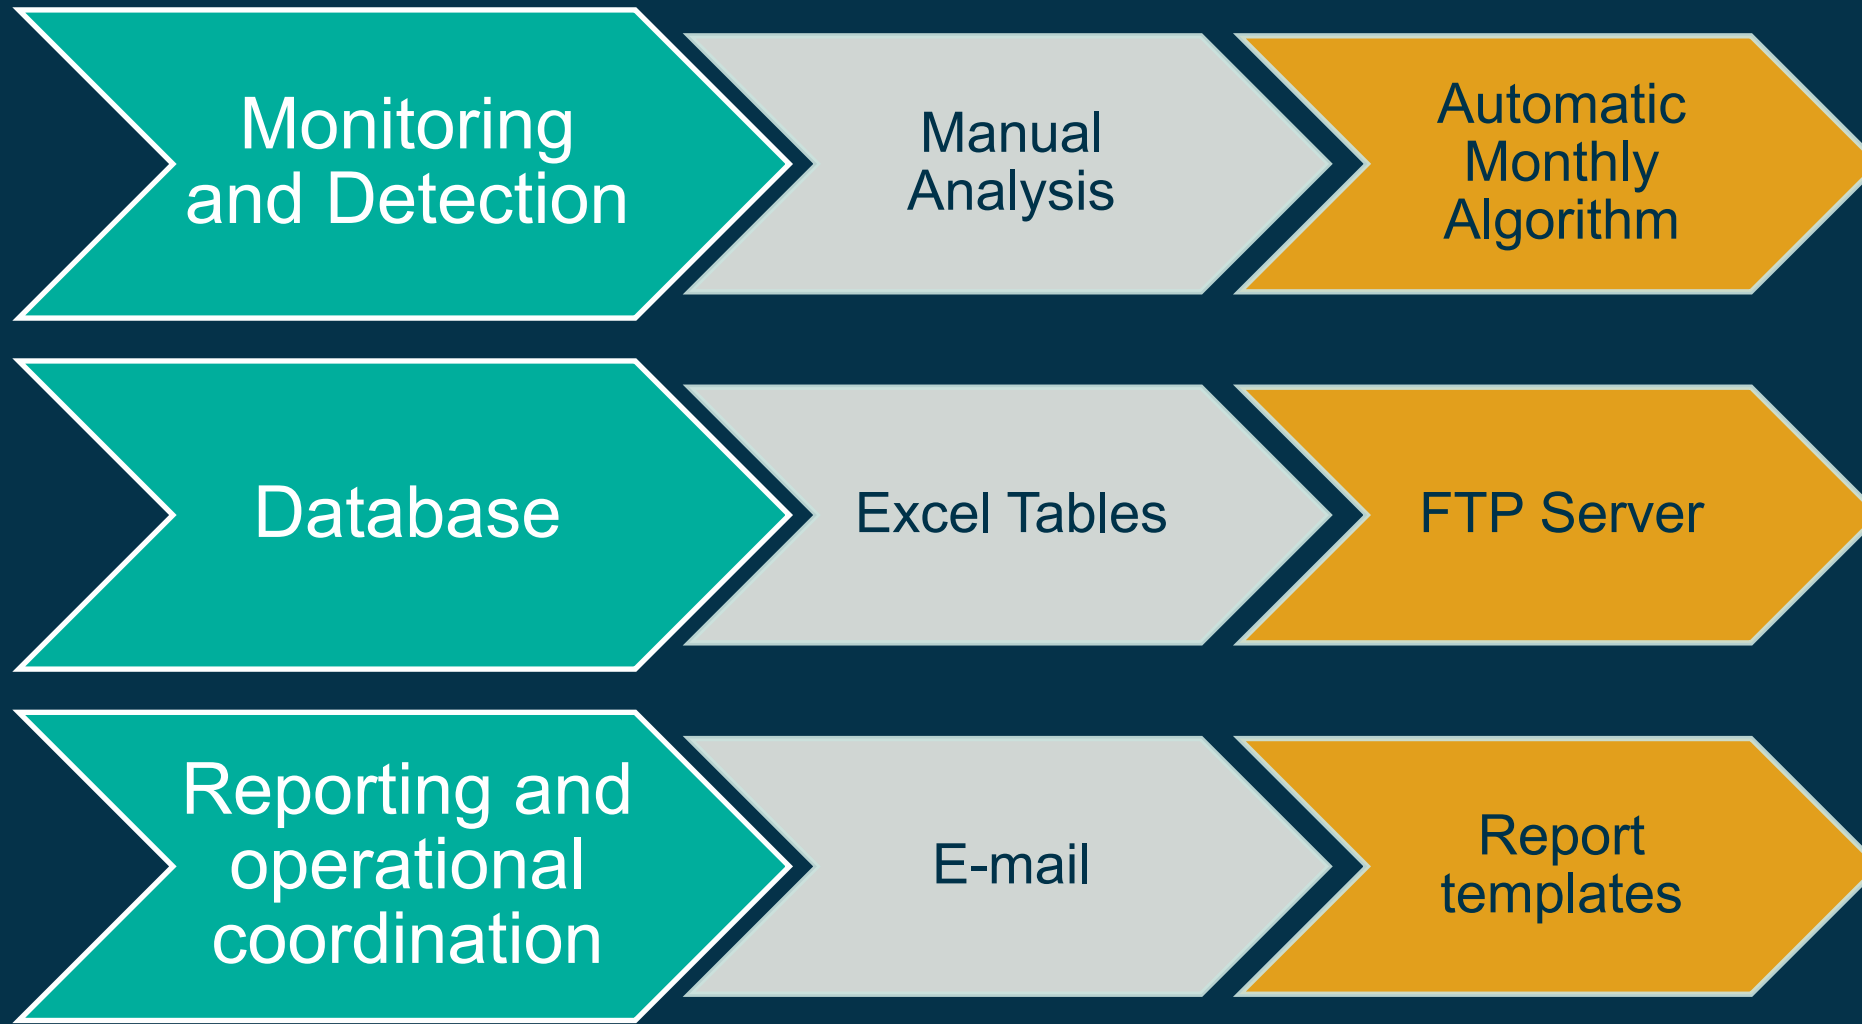 Monitoring
and Detection
Manual
Analysis
Automatic
Monthly
Algorithm
Database
Excel Tables
FTP Server
Reporting and
operational
coordination
E-mail
Report
templates